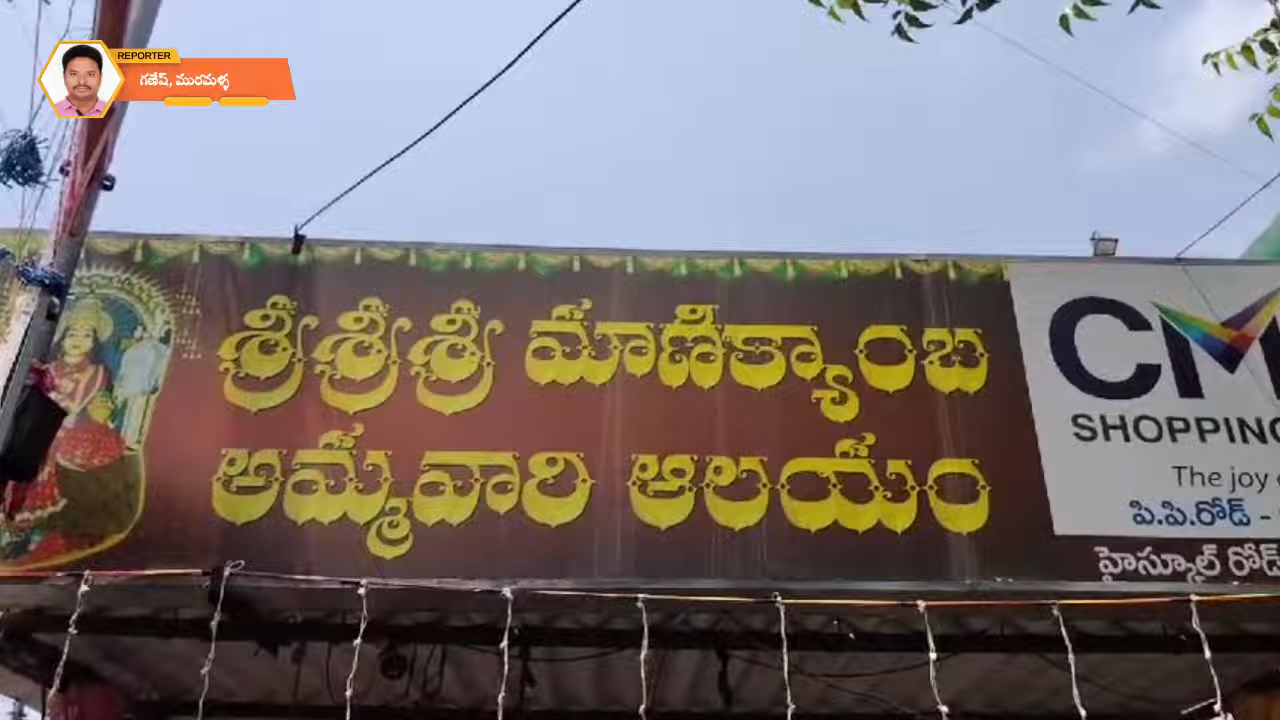 REPORTER
గణేష్, మురమళ్ళ
శ్రీశ్రీశ్రీ మాణిక్యాంబ
అమ్మవారి ఆలయం
SHOPPING
The joy
పి.పి.రోడ్ -
హైస్కూల్ రోడ్